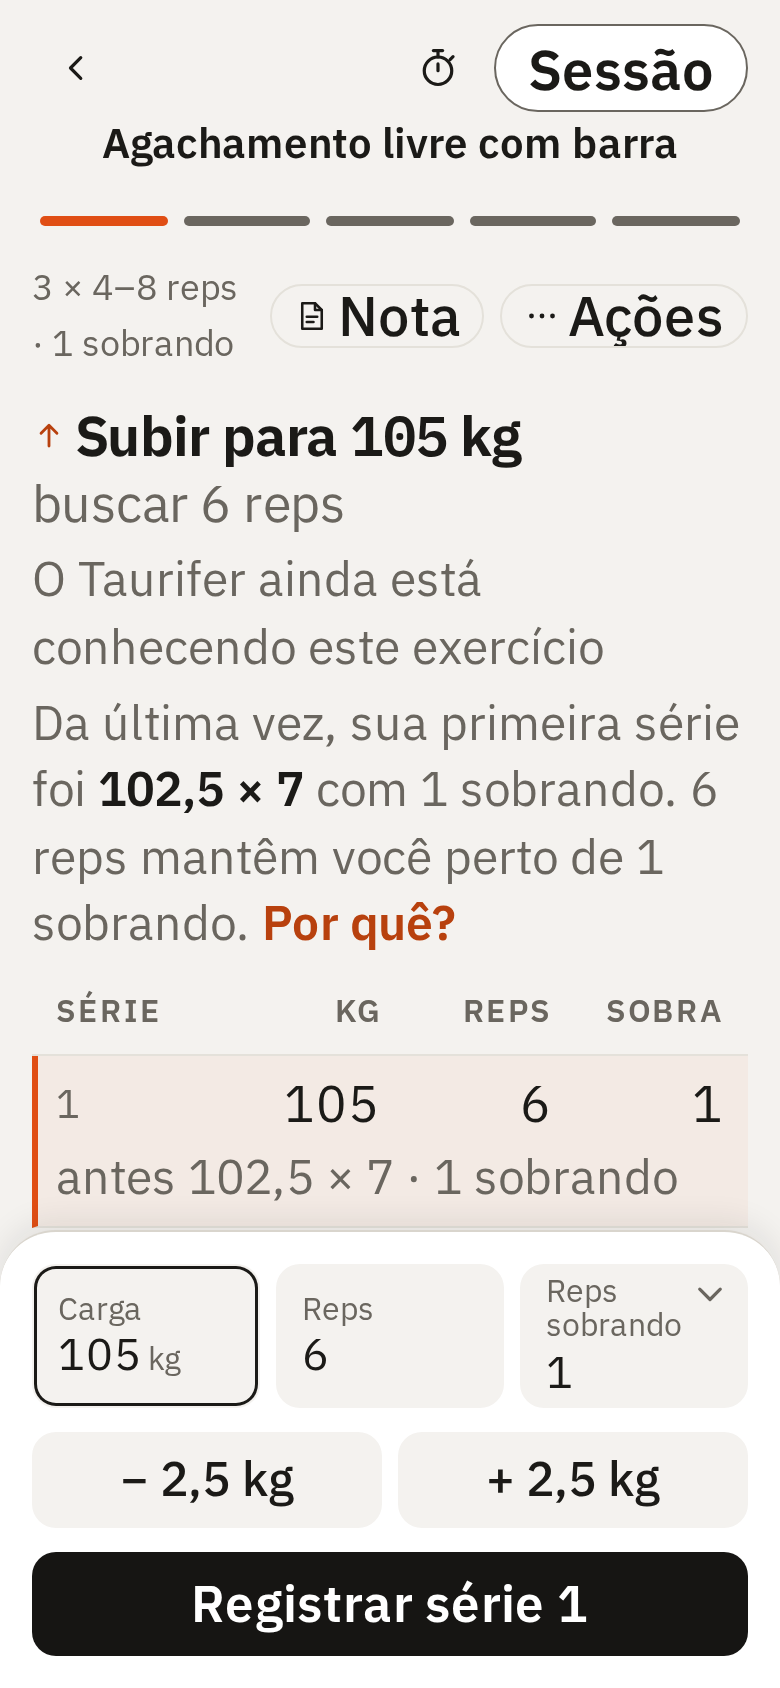 Sessão
Agachamento livre com barra
3 × 4–8 reps
· 1 sobrando
Nota
··· Ações
↑ Subir para 105 kg
buscar 6 reps
O Taurifer ainda está
conhecendo este exercício
Da última vez, sua primeira série
foi 102,5 × 7 com 1 sobrando. 6
reps mantêm você perto de 1
sobrando. Por quê?
SÉRIE KG REPS SOBRA
1 105 6 1
antes 102,5 × 7 · 1 sobrando
Carga
105 kg
Reps
6
Reps
sobrando
1
− 2,5 kg
+ 2,5 kg
Registrar série 1